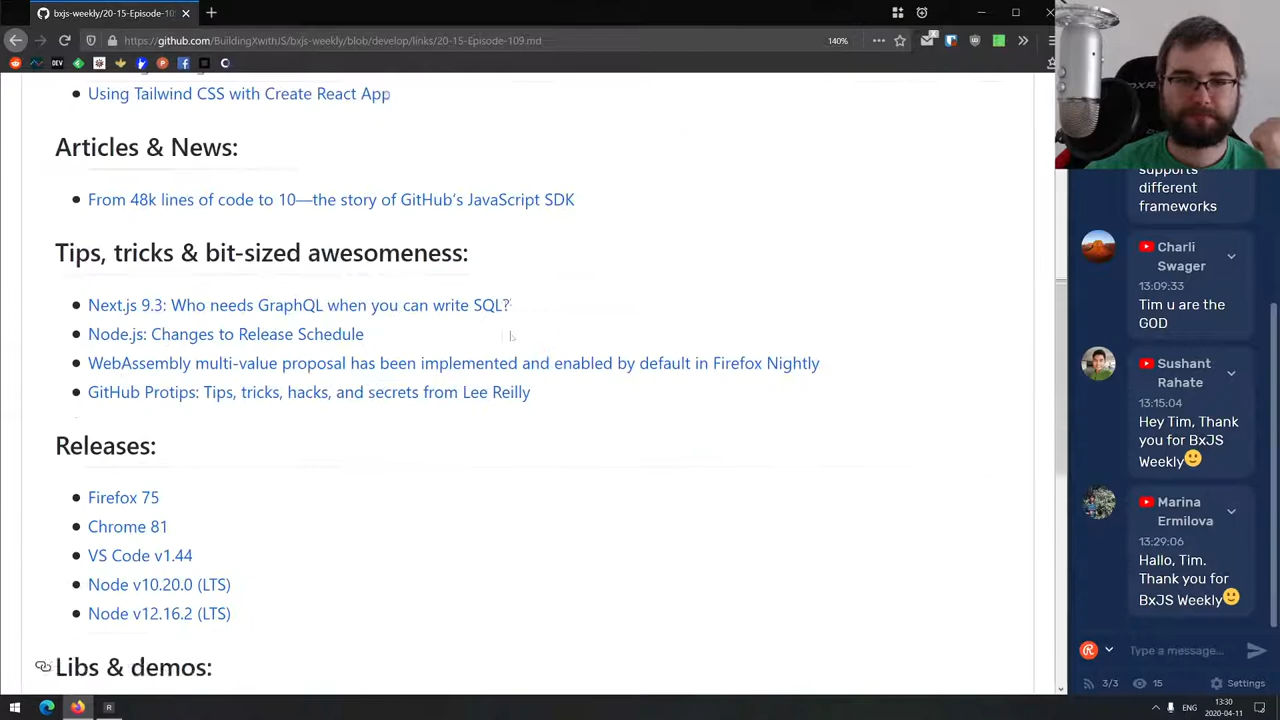 bxjs-weekly/20-15-Episode-10
https://github.com/BuildingXwithJS/bxjs-weekly/blob/develop/links/20-15-Episode-109.md
140%
DEV
Using Tailwind CSS with Create React App
Articles & News:
From 48k lines of code to 10—the story of GitHub's JavaScript SDK
Tips, tricks & bit-sized awesomeness:
Next.js 9.3: Who needs GraphQL when you can write SQL?
Node.js: Changes to Release Schedule
WebAssembly multi-value proposal has been implemented and enabled by default in Firefox Nightly
GitHub Protips: Tips, tricks, hacks, and secrets from Lee Reilly
Releases:
Firefox 75
Chrome 81
VS Code v1.44
Node v10.20.0 (LTS)
Node v12.16.2 (LTS)
Libs & demos:
supports
different
frameworks
Charli
Swager
13:09:33
Tim u are the
GOD
Sushant
Rahate
13:15:04
Hey Tim, Thank
you for BxJS
Weekly🙂
Marina
Ermilova
13:29:06
Hallo, Tim.
Thank you for
BxJS Weekly🙂
Type a message...
3/3
15
Settings
ENG
13:30
2020-04-11